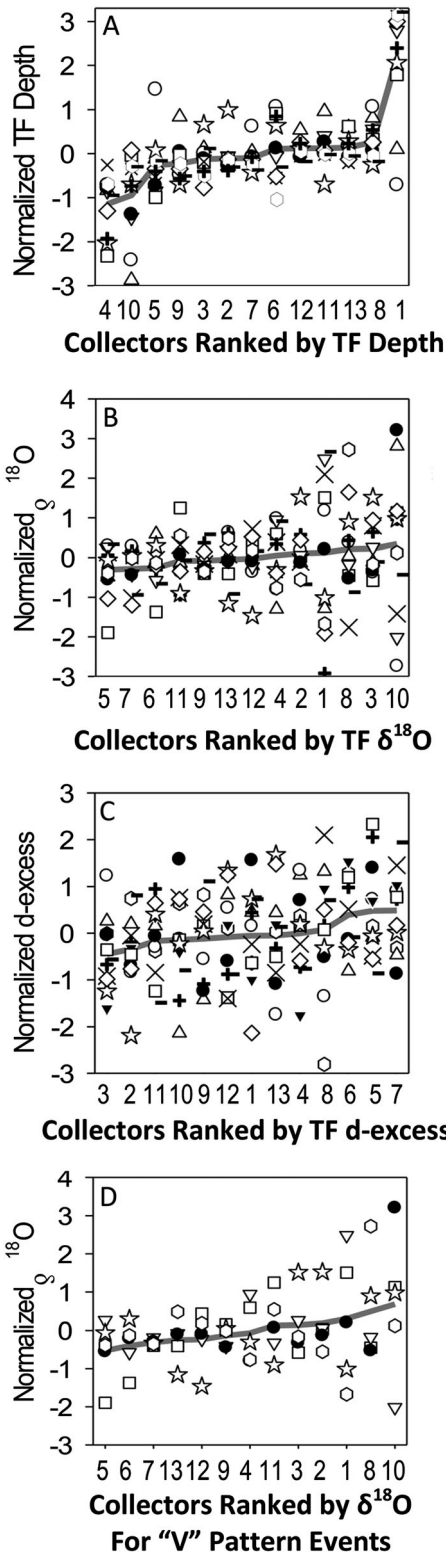 A
Normalized TF Depth
3
2
1
0
-1
-2
-3
4 10 5 9 3 2 7 6 12 11 13 8 1
Collectors Ranked by TF Depth
B
Normalized δ18O
4
3
2
1
0
-1
-2
-3
5 7 6 11 9 13 12 4 2 1 8 3 10
Collectors Ranked by TF δ18O
C
Normalized d-excess
3
2
1
0
-1
-2
-3
3 2 11 10 9 12 1 13 4 8 6 5 7
Collectors Ranked by TF d-excess
D
Normalized δ18O
4
3
2
1
0
-1
-2
-3
5 6 7 13 12 9 4 11 3 2 1 8 10
Collectors Ranked by δ18O
For “V” Pattern Events